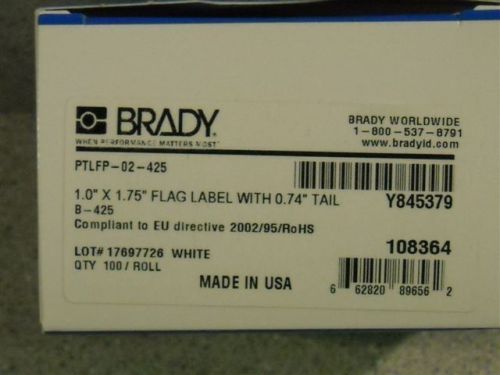 BRADY
WHEN PERFORMANCE MATTERS MOST
BRADY WORLDWIDE
1-800-537-8791
www.bradyid.com
PTLFP-02-425
1.0" X 1.75" FLAG LABEL WITH 0.74" TAIL
Y845379
B-425
Compliant to EU directive 2002/95/RoHS
108364
LOT# 17697726 WHITE
QTY 100 / ROLL
MADE IN USA
6 62820 89656 2